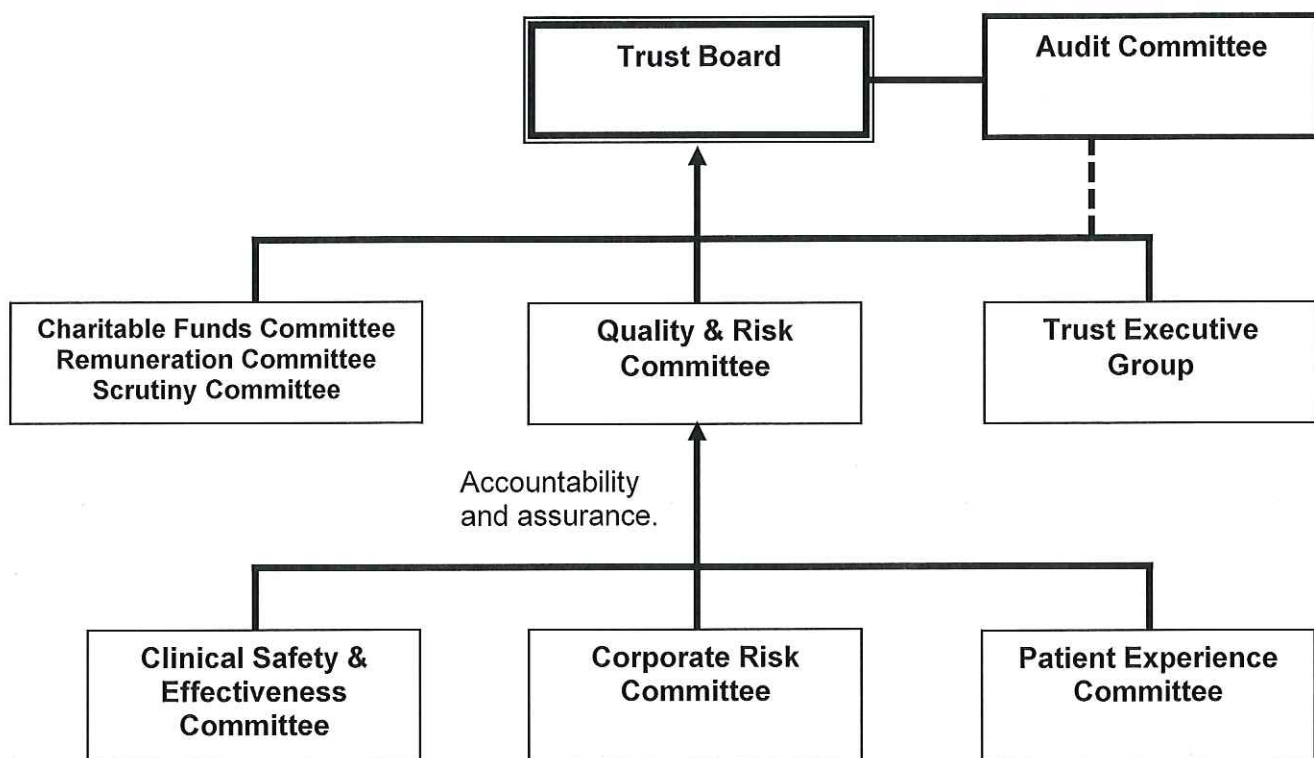 Trust Board
Audit Committee
Charitable Funds Committee
Remuneration Committee
Scrutiny Committee
Quality & Risk
Committee
Trust Executive
Group
Accountability
and assurance.
Clinical Safety &
Effectiveness
Committee
Corporate Risk
Committee
Patient Experience
Committee